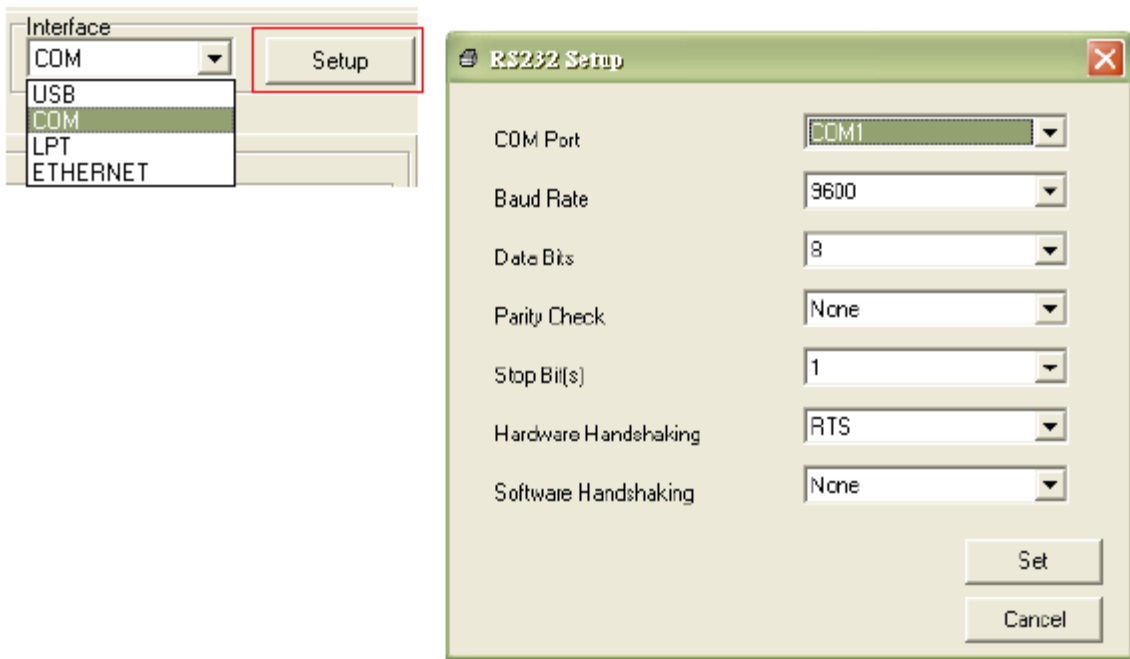 Interface
COM
Setup
USB
COM
LPT
ETHERNET
RS232 Setup
COM Port COM1
Baud Rate 9600
Data Bits 8
Parity Check None
Stop Bit(s) 1
Hardware Handshaking RTS
Software Handshaking None
Set
Cancel